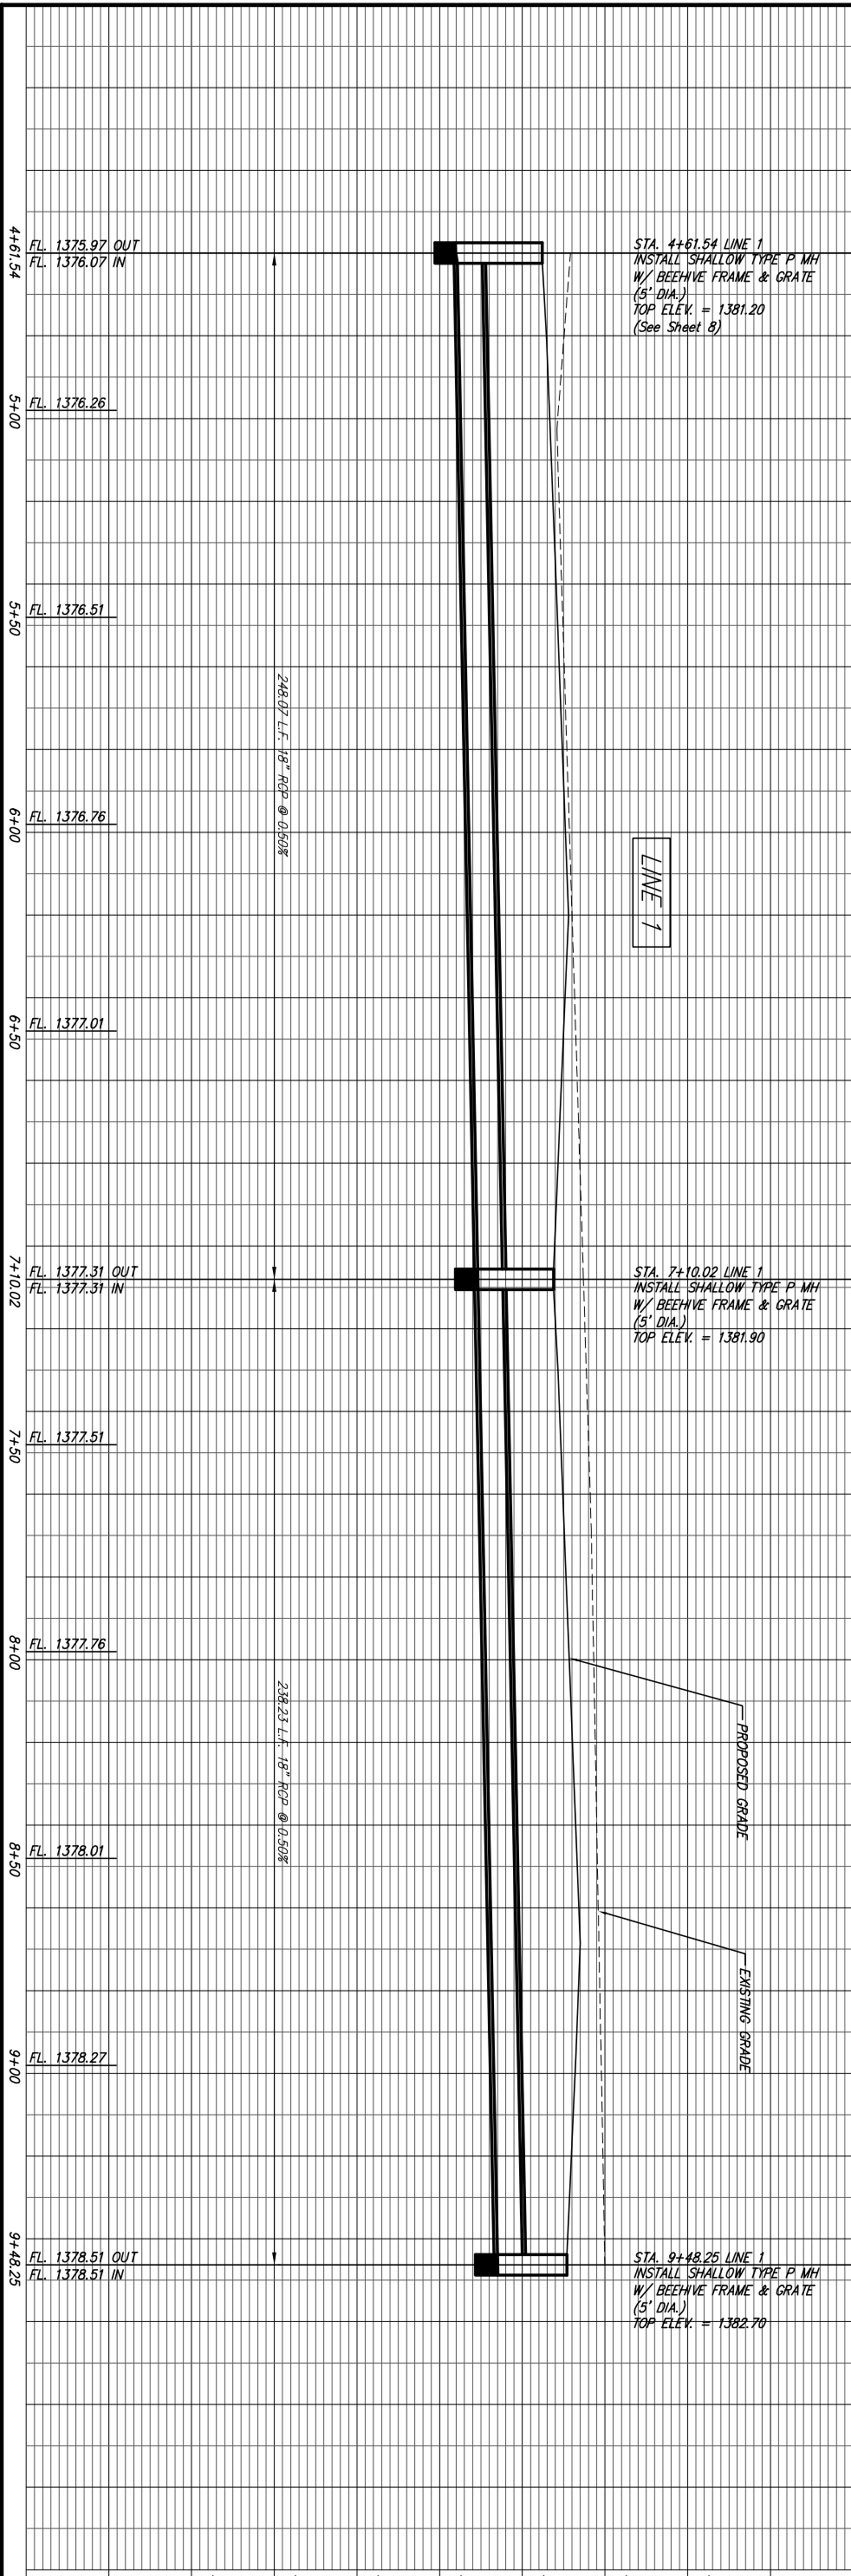 4+61.54
FL. 1375.97 OUT
FL. 1376.07 IN
STA. 4+61.54 LINE 1
INSTALL SHALLOW TYPE P MH
W/ BEEHIVE FRAME & GRATE
(5' DIA.)
TOP ELEV. = 1381.20
(See Sheet 8)
5+00
FL. 1376.26
5+50
FL. 1376.51
248.07 L.F. 18" RCP @ 0.50%
6+00
FL. 1376.76
LINE 1
6+50
FL. 1377.01
7+10.02
FL. 1377.31 OUT
FL. 1377.31 IN
STA. 7+10.02 LINE 1
INSTALL SHALLOW TYPE P MH
W/ BEEHIVE FRAME & GRATE
(5' DIA.)
TOP ELEV. = 1381.90
7+50
FL. 1377.51
8+00
FL. 1377.76
238.23 L.F. 18" RCP @ 0.50%
PROPOSED GRADE
8+50
FL. 1378.01
EXISTING GRADE
9+00
FL. 1378.27
9+48.25
FL. 1378.51 OUT
FL. 1378.51 IN
STA. 9+48.25 LINE 1
INSTALL SHALLOW TYPE P MH
W/ BEEHIVE FRAME & GRATE
(5' DIA.)
TOP ELEV. = 1382.70